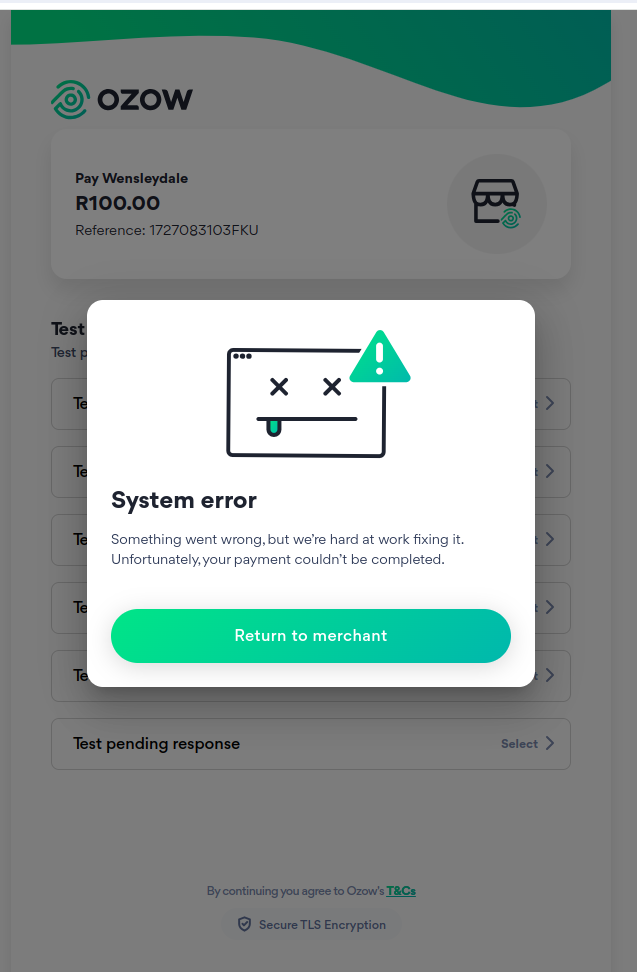 OZOW
Pay Wensleydale
R100.00
Reference: 1727083103FKU
Test
Test p
Te
Te
Te
Te
Te
System error
Something went wrong, but we’re hard at work fixing it.
Unfortunately, your payment couldn’t be completed.
Return to merchant
Test pending response
Select
By continuing you agree to Ozow's T&Cs
Secure TLS Encryption